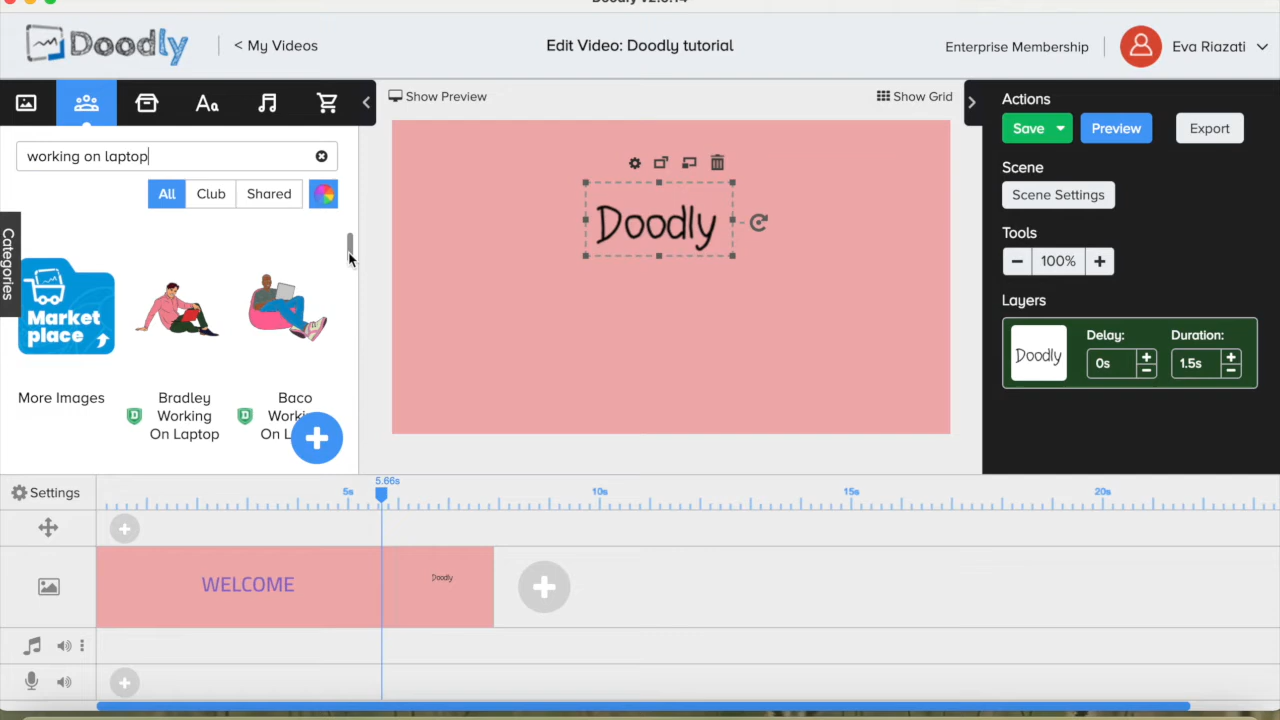 Doodly
< My Videos
Edit Video: Doodly tutorial
Enterprise Membership
Eva Riazati
Show Preview
Show Grid
Actions
Save
Preview
Export
working on laptop
All
Club
Shared
Scene
Scene Settings
Categories
Doodly
Tools
100%
Market
place
Layers
Doodly
Delay:
0s
Duration:
1.5s
More Images
Bradley
Working
On Laptop
Baco
On L
Settings
5.66s
5s
10s
15s
20s
WELCOME
Doodly